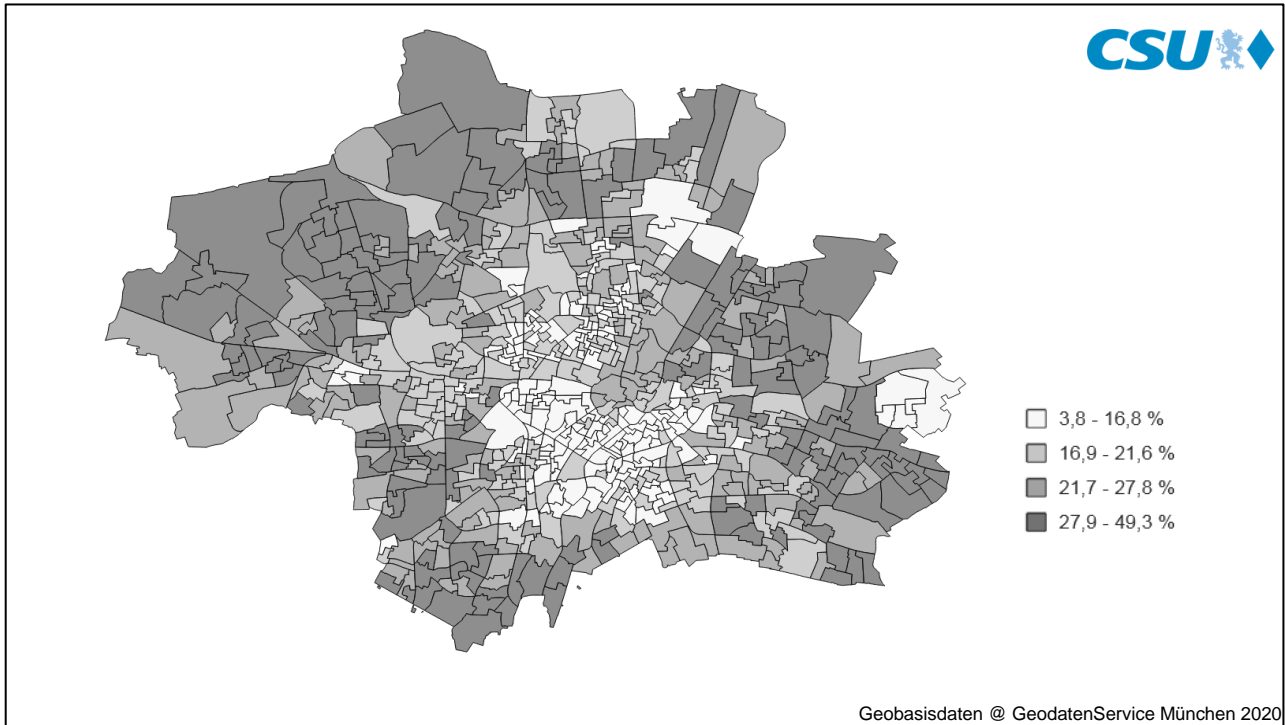 CSU
3,8 - 16,8 %
16,9 - 21,6 %
21,7 - 27,8 %
27,9 - 49,3 %
Geobasisdaten @ GeodatenService München 2020